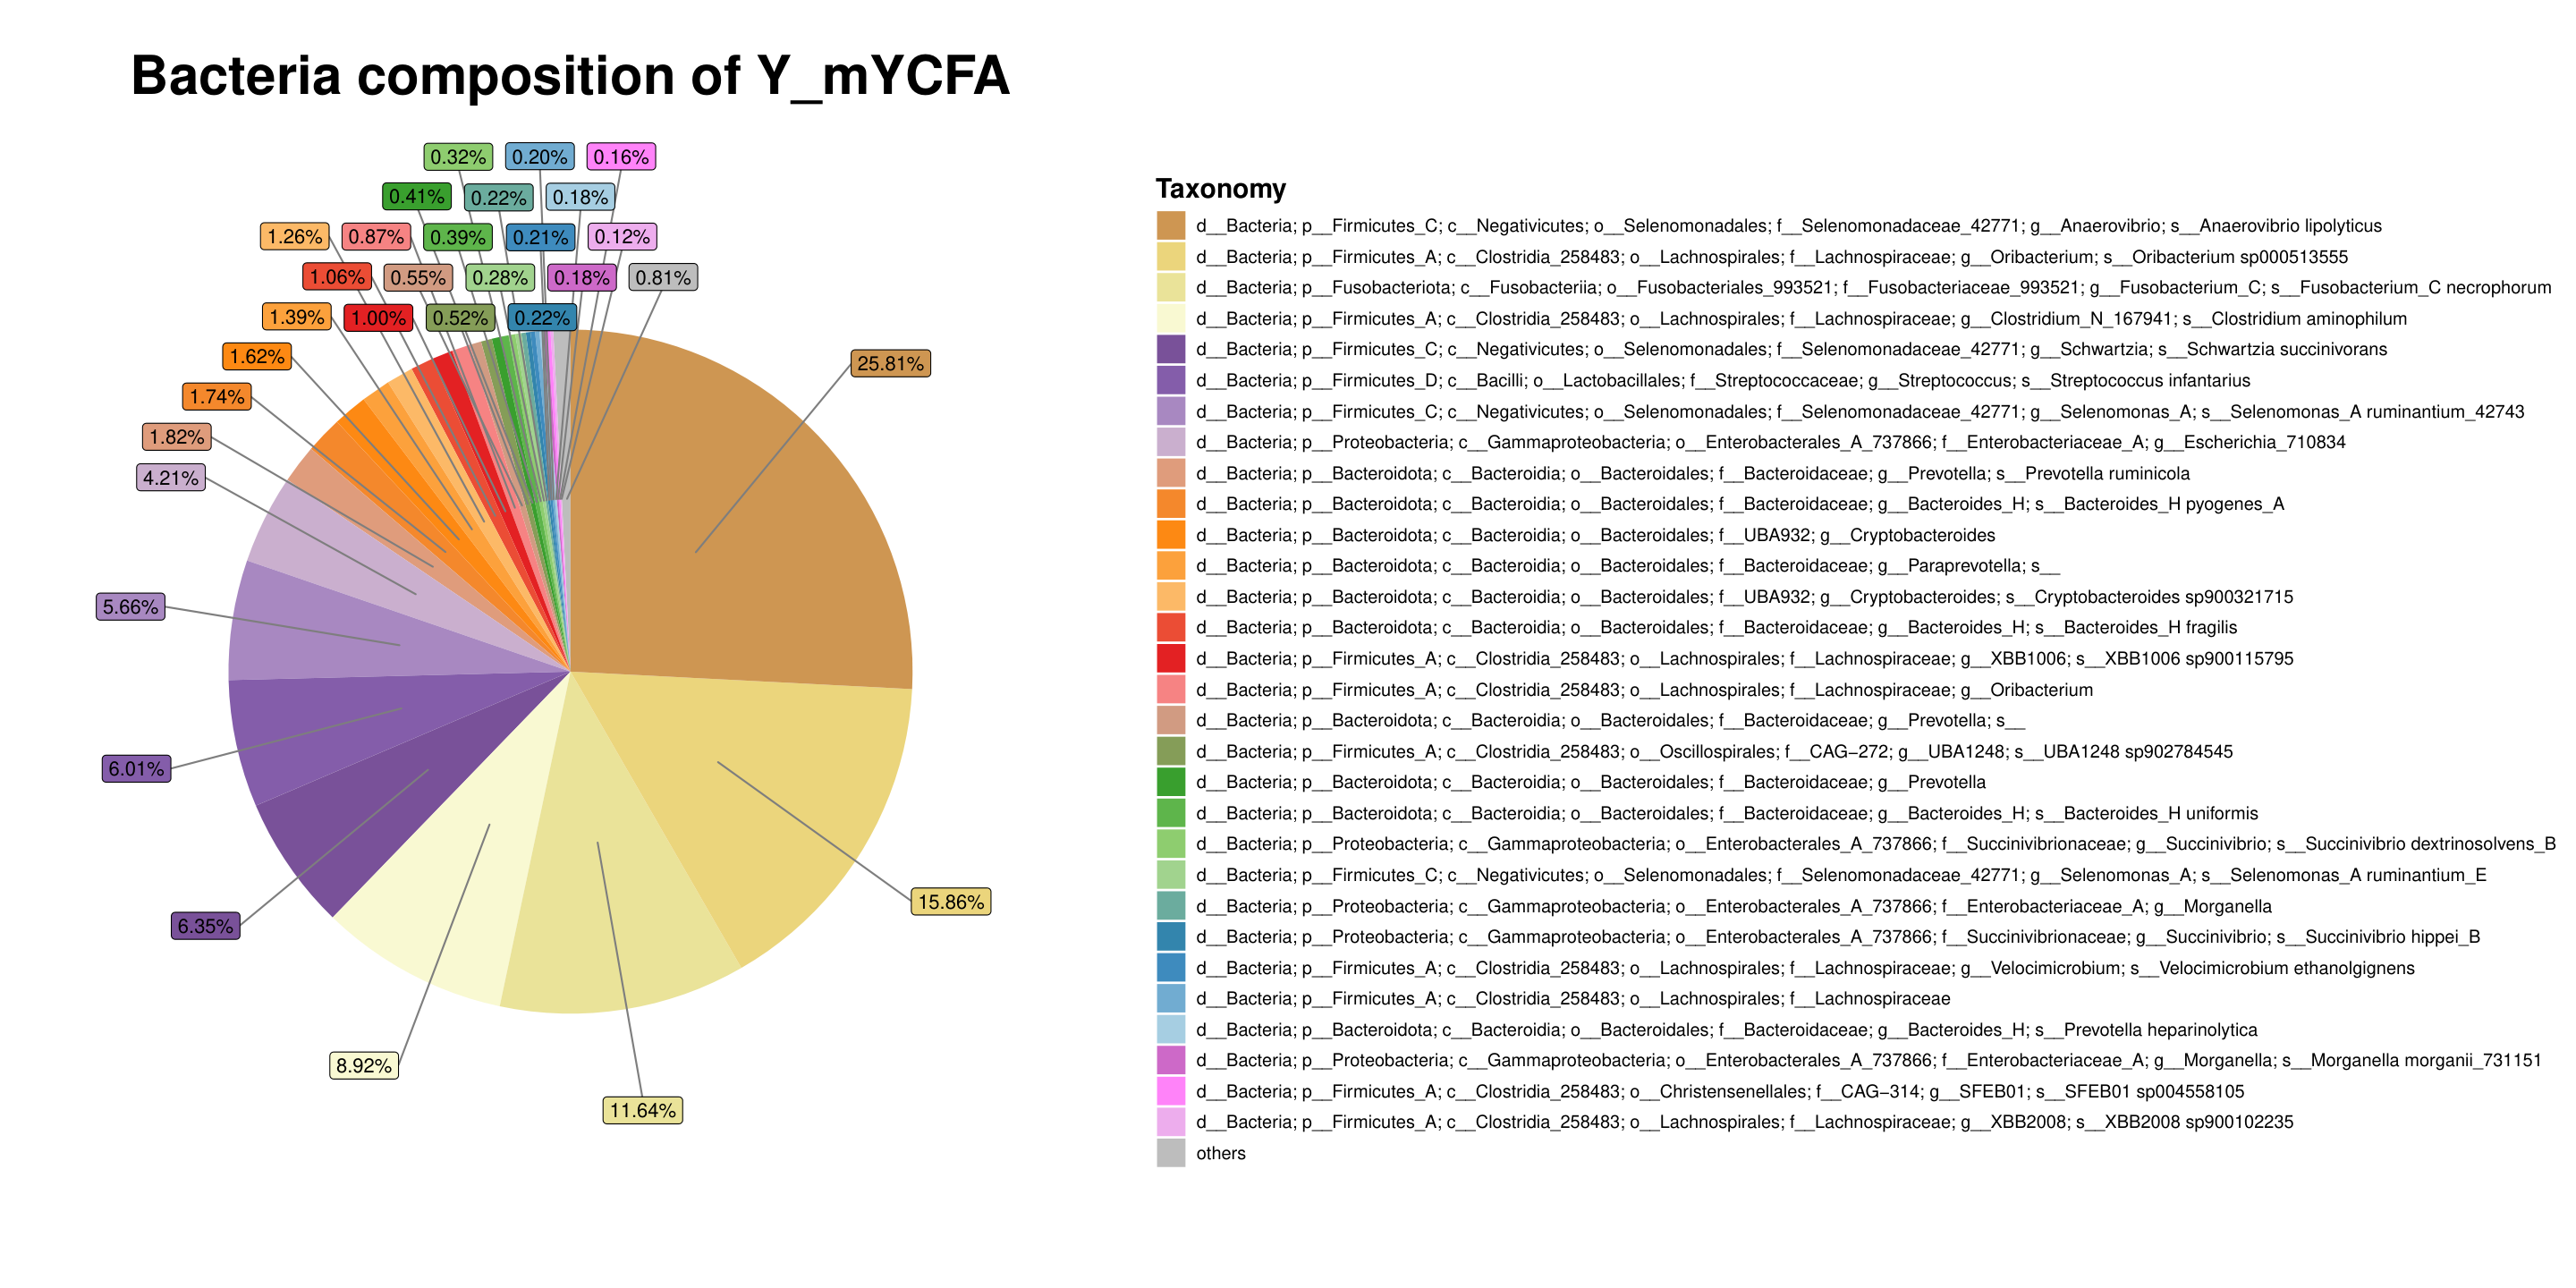 Bacteria composition of Y_mYCFA
0.32%
0.20%
0.16%
0.41%
0.22%
0.18%
1.26%
0.87%
0.39%
0.21%
0.12%
1.06%
0.55%
0.28%
0.18%
0.81%
1.39%
1.00%
0.52%
0.22%
1.62%
25.81%
1.74%
1.82%
4.21%
5.66%
6.01%
15.86%
6.35%
8.92%
11.64%
Taxonomy
d__Bacteria; p__Firmicutes_C; c__Negativicutes; o__Selenomonadales; f__Selenomonadaceae_42771; g__Anaerovibrio; s__Anaerovibrio lipolyticus
d__Bacteria; p__Firmicutes_A; c__Clostridia_258483; o__Lachnospirales; f__Lachnospiraceae; g__Oribacterium; s__Oribacterium sp000513555
d__Bacteria; p__Fusobacteriota; c__Fusobacteriia; o__Fusobacteriales_993521; f__Fusobacteriaceae_993521; g__Fusobacterium_C; s__Fusobacterium_C necrophorum
d__Bacteria; p__Firmicutes_A; c__Clostridia_258483; o__Lachnospirales; f__Lachnospiraceae; g__Clostridium_N_167941; s__Clostridium aminophilum
d__Bacteria; p__Firmicutes_C; c__Negativicutes; o__Selenomonadales; f__Selenomonadaceae_42771; g__Schwartzia; s__Schwartzia succinivorans
d__Bacteria; p__Firmicutes_D; c__Bacilli; o__Lactobacillales; f__Streptococcaceae; g__Streptococcus; s__Streptococcus infantarius
d__Bacteria; p__Firmicutes_C; c__Negativicutes; o__Selenomonadales; f__Selenomonadaceae_42771; g__Selenomonas_A; s__Selenomonas_A ruminantium_42743
d__Bacteria; p__Proteobacteria; c__Gammaproteobacteria; o__Enterobacterales_A_737866; f__Enterobacteriaceae_A; g__Escherichia_710834
d__Bacteria; p__Bacteroidota; c__Bacteroidia; o__Bacteroidales; f__Bacteroidaceae; g__Prevotella; s__Prevotella ruminicola
d__Bacteria; p__Bacteroidota; c__Bacteroidia; o__Bacteroidales; f__Bacteroidaceae; g__Bacteroides_H; s__Bacteroides_H pyogenes_A
d__Bacteria; p__Bacteroidota; c__Bacteroidia; o__Bacteroidales; f__UBA932; g__Cryptobacteroides
d__Bacteria; p__Bacteroidota; c__Bacteroidia; o__Bacteroidales; f__Bacteroidaceae; g__Paraprevotella; s__
d__Bacteria; p__Bacteroidota; c__Bacteroidia; o__Bacteroidales; f__UBA932; g__Cryptobacteroides; s__Cryptobacteroides sp900321715
d__Bacteria; p__Bacteroidota; c__Bacteroidia; o__Bacteroidales; f__Bacteroidaceae; g__Bacteroides_H; s__Bacteroides_H fragilis
d__Bacteria; p__Firmicutes_A; c__Clostridia_258483; o__Lachnospirales; f__Lachnospiraceae; g__XBB1006; s__XBB1006 sp900115795
d__Bacteria; p__Firmicutes_A; c__Clostridia_258483; o__Lachnospirales; f__Lachnospiraceae; g__Oribacterium
d__Bacteria; p__Bacteroidota; c__Bacteroidia; o__Bacteroidales; f__Bacteroidaceae; g__Prevotella; s__
d__Bacteria; p__Firmicutes_A; c__Clostridia_258483; o__Oscillospirales; f__CAG−272; g__UBA1248; s__UBA1248 sp902784545
d__Bacteria; p__Bacteroidota; c__Bacteroidia; o__Bacteroidales; f__Bacteroidaceae; g__Prevotella
d__Bacteria; p__Bacteroidota; c__Bacteroidia; o__Bacteroidales; f__Bacteroidaceae; g__Bacteroides_H; s__Bacteroides_H uniformis
d__Bacteria; p__Proteobacteria; c__Gammaproteobacteria; o__Enterobacterales_A_737866; f__Succinivibrionaceae; g__Succinivibrio; s__Succinivibrio dextrinosolvens_B
d__Bacteria; p__Firmicutes_C; c__Negativicutes; o__Selenomonadales; f__Selenomonadaceae_42771; g__Selenomonas_A; s__Selenomonas_A ruminantium_E
d__Bacteria; p__Proteobacteria; c__Gammaproteobacteria; o__Enterobacterales_A_737866; f__Enterobacteriaceae_A; g__Morganella
d__Bacteria; p__Proteobacteria; c__Gammaproteobacteria; o__Enterobacterales_A_737866; f__Succinivibrionaceae; g__Succinivibrio; s__Succinivibrio hippei_B
d__Bacteria; p__Firmicutes_A; c__Clostridia_258483; o__Lachnospirales; f__Lachnospiraceae; g__Velocimicrobium; s__Velocimicrobium ethanolgignens
d__Bacteria; p__Firmicutes_A; c__Clostridia_258483; o__Lachnospirales; f__Lachnospiraceae
d__Bacteria; p__Bacteroidota; c__Bacteroidia; o__Bacteroidales; f__Bacteroidaceae; g__Bacteroides_H; s__Prevotella heparinolytica
d__Bacteria; p__Proteobacteria; c__Gammaproteobacteria; o__Enterobacterales_A_737866; f__Enterobacteriaceae_A; g__Morganella; s__Morganella morganii_731151
d__Bacteria; p__Firmicutes_A; c__Clostridia_258483; o__Christensenellales; f__CAG−314; g__SFEB01; s__SFEB01 sp004558105
d__Bacteria; p__Firmicutes_A; c__Clostridia_258483; o__Lachnospirales; f__Lachnospiraceae; g__XBB2008; s__XBB2008 sp900102235
others